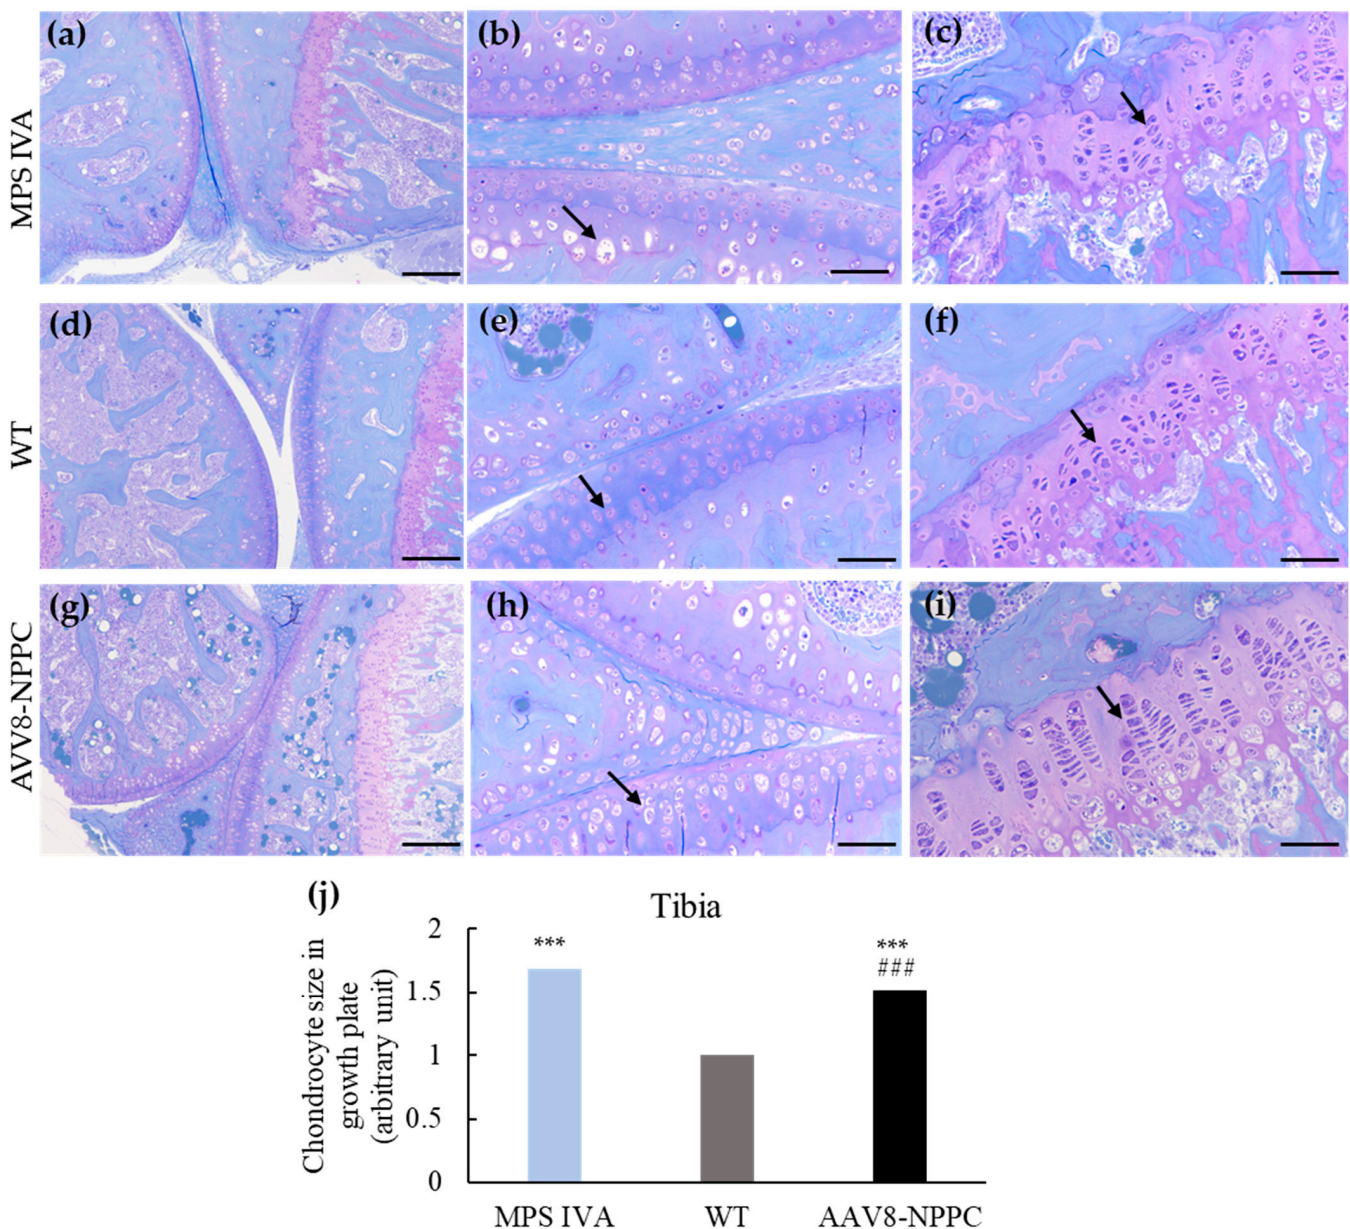 (a)
(b)
(c)
MPS IVA
(d)
(e)
(f)
WT
(g)
(h)
(i)
AVV8-NPPC
(j)
Tibia
Chondrocyte size in
growth plate
(arbitrary unit)
2
1.5
1
0.5
0
***
***
###
MPS IVA
WT
AAV8-NPPC